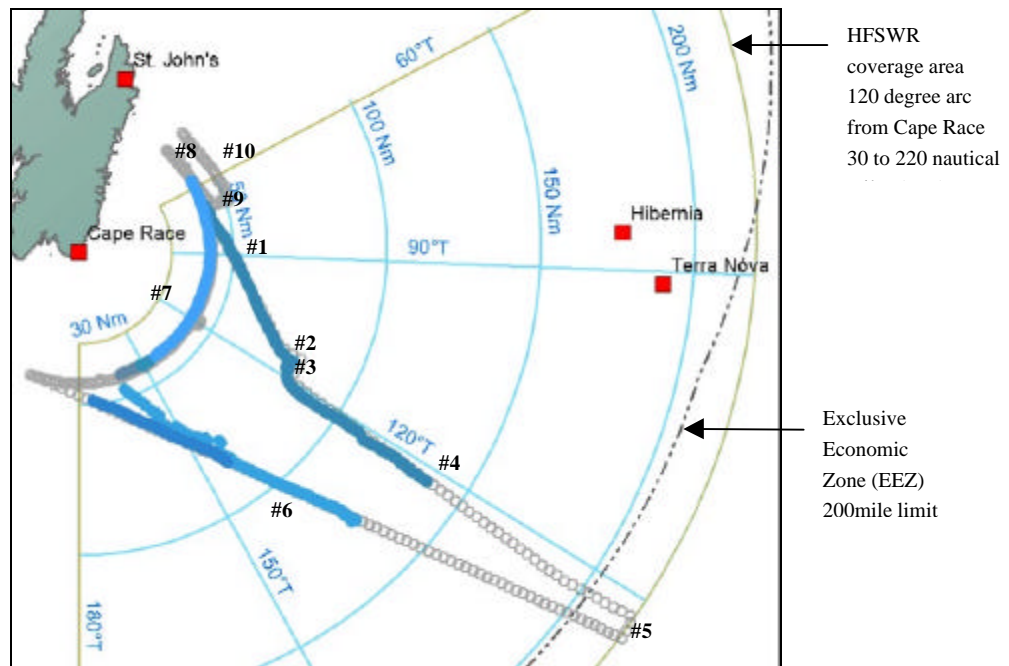 St. John's
60°T
200 Nm
HFSWR
coverage area
120 degree arc
from Cape Race
30 to 220 nautical
100 Nm
#8
#10
150 Nm
#9
Nm
Hibernia
Cape Race
#1
90°T
Terra Nova
#7
30 Nm
#2
#3
120°T
#4
Exclusive
Economic
Zone (EEZ)
200mile limit
#6
150°T
180°T
#5